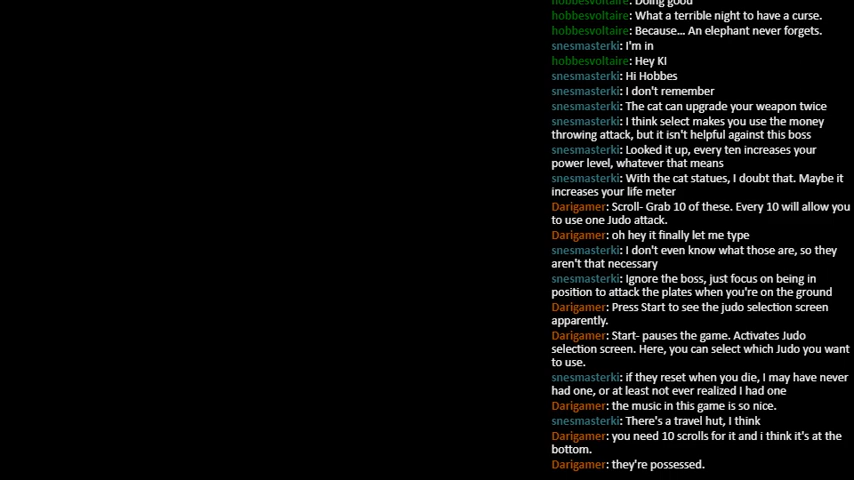 hobbesvoltaire: Doing good
hobbesvoltaire: What a terrible night to have a curse.
hobbesvoltaire: Because... An elephant never forgets.
snesmasterki: I'm in
hobbesvoltaire: Hey KI
snesmasterki: Hi Hobbes
snesmasterki: I don't remember
snesmasterki: The cat can upgrade your weapon twice
snesmasterki: I think select makes you use the money
throwing attack, but it isn't helpful against this boss
snesmasterki: Looked it up, every ten increases your
power level, whatever that means
snesmasterki: With the cat statues, I doubt that. Maybe it
increases your life meter
Darigamer: Scroll- Grab 10 of these. Every 10 will allow you
to use one Judo attack.
Darigamer: oh hey it finally let me type
snesmasterki: I don't even know what those are, so they
aren't that necessary
snesmasterki: Ignore the boss, just focus on being in
position to attack the plates when you're on the ground
Darigamer: Press Start to see the judo selection screen
apparently.
Darigamer: Start- pauses the game. Activates Judo
selection screen. Here, you can select which Judo you want
to use.
snesmasterki: if they reset when you die, I may have never
had one, or at least not ever realized I had one
Darigamer: the music in this game is so nice.
snesmasterki: There's a travel hut, I think
Darigamer: you need 10 scrolls for it and i think it's at the
bottom.
Darigamer: they're possessed.